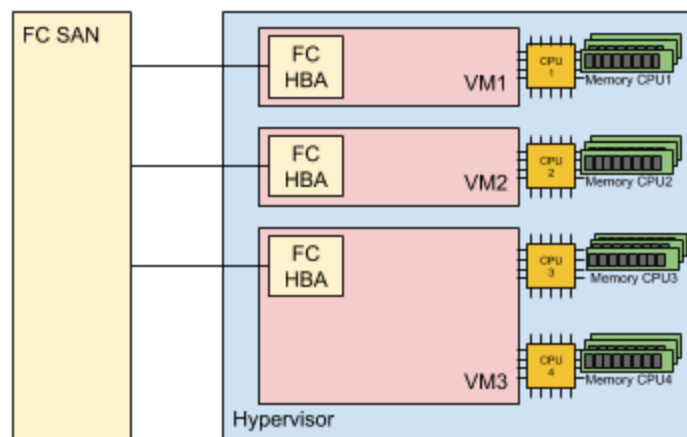 FC SAN
FC
HBA
VM1
CPU
1
Memory CPU1
FC
HBA
VM2
CPU
2
Memory CPU2
FC
HBA
CPU
3
Memory CPU3
VM3
CPU
4
Memory CPU4
Hypervisor